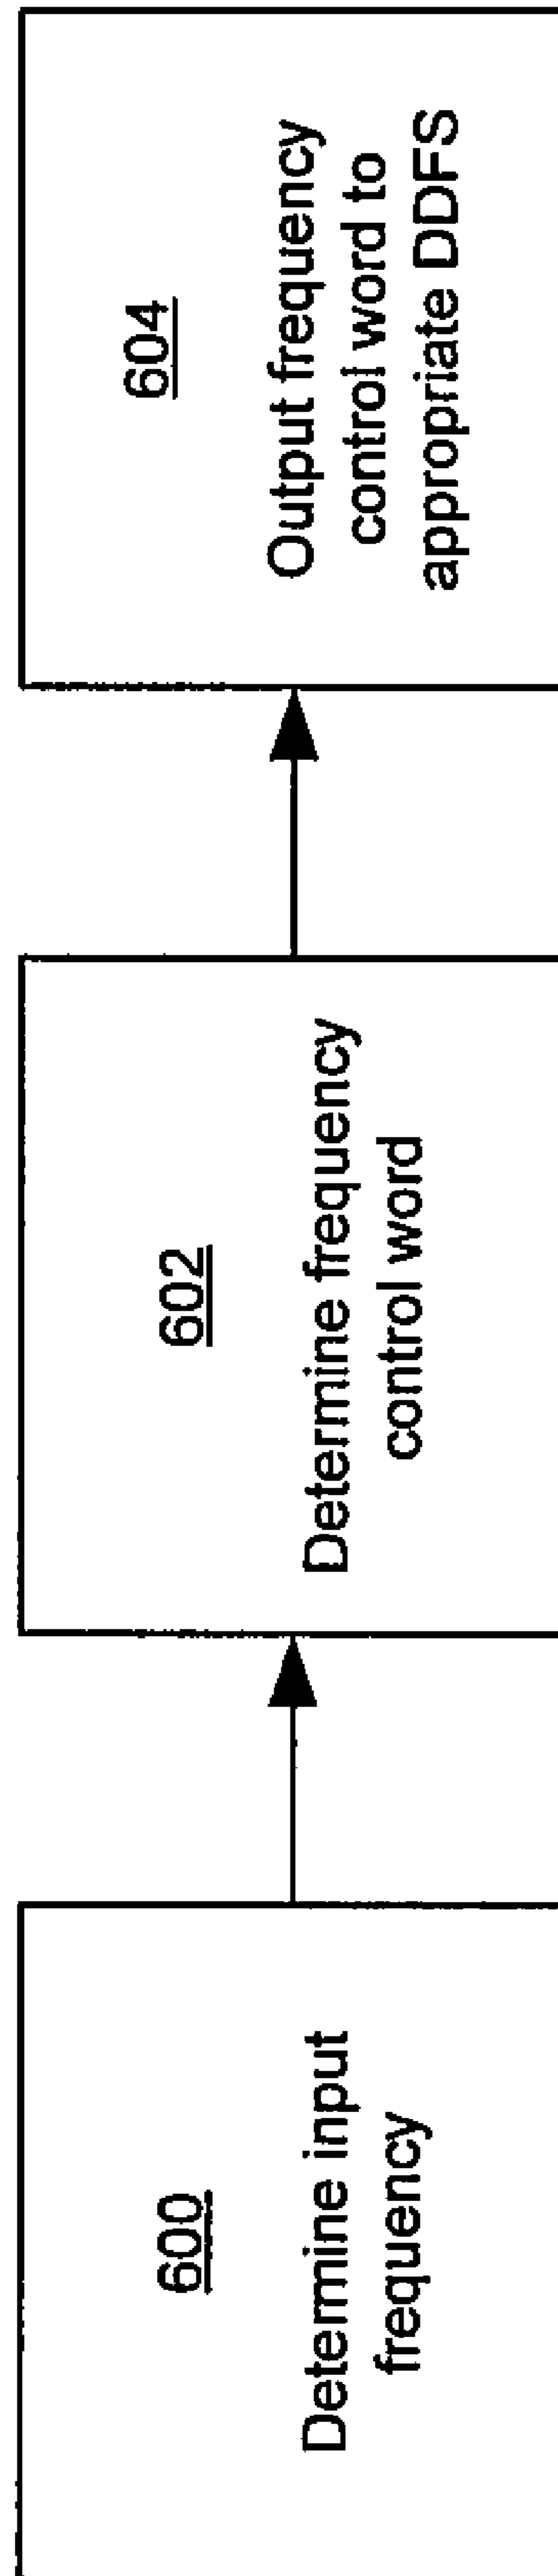 600
Determine input
frequency
602
Determine frequency
control word
604
Output frequency
control word to
appropriate DDFS